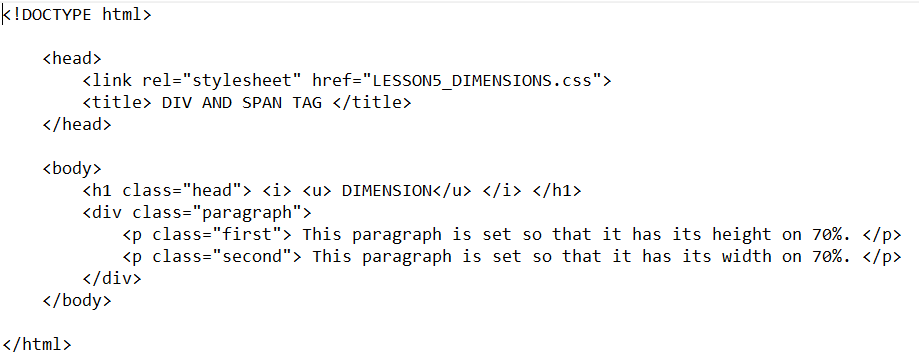 <!DOCTYPE html>
<head>
<link rel="stylesheet" href="LESSON5_DIMENSIONS.css">
<title> DIV AND SPAN TAG </title>
</head>
<body>
<h1 class="head"> <i> <u> DIMENSION</u> </i> </h1>
<div class="paragraph">
<p class="first"> This paragraph is set so that it has its height on 70%. </p>
<p class="second"> This paragraph is set so that it has its width on 70%. </p>
</div>
</body>
</html>